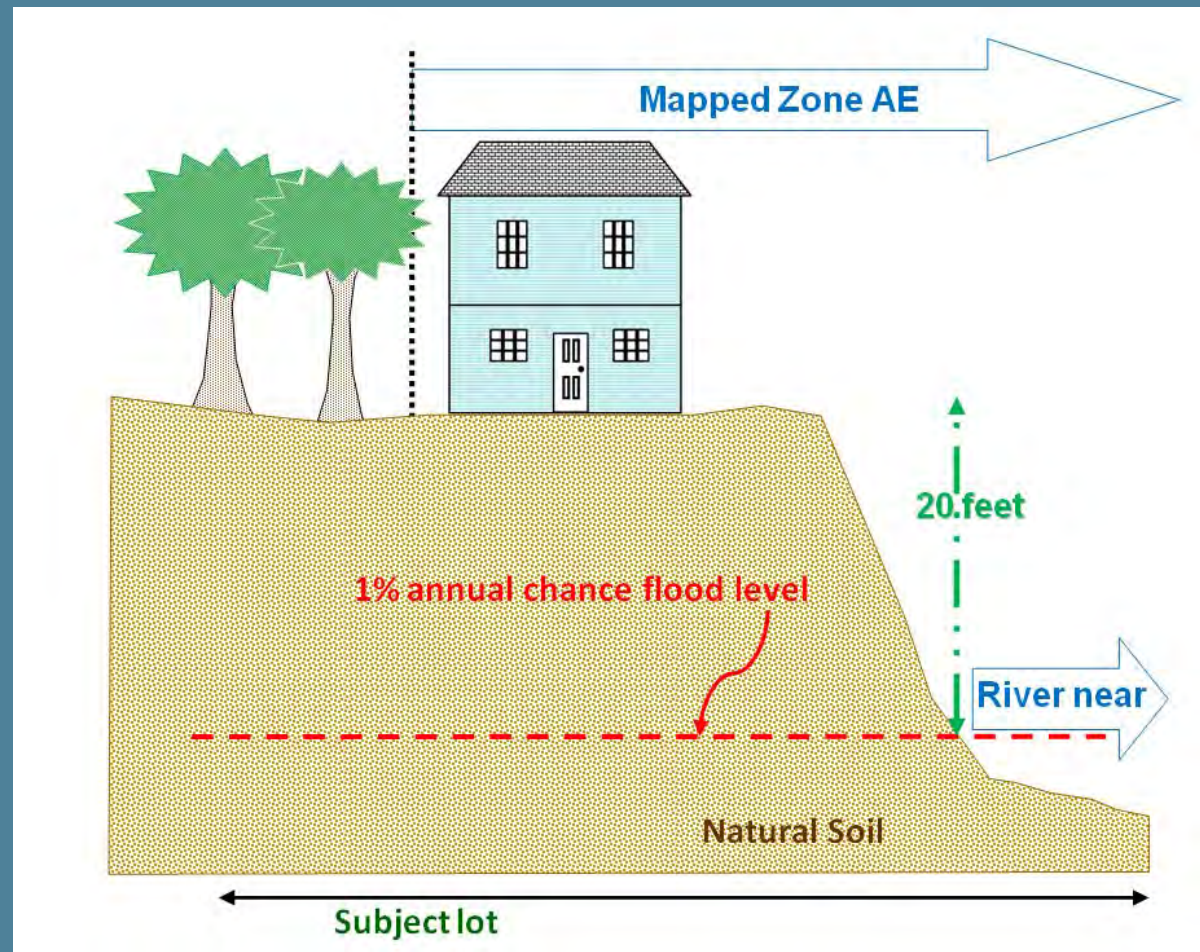 Mapped Zone AE
20 feet
1% annual chance flood level
River near
Natural Soil
Subject lot